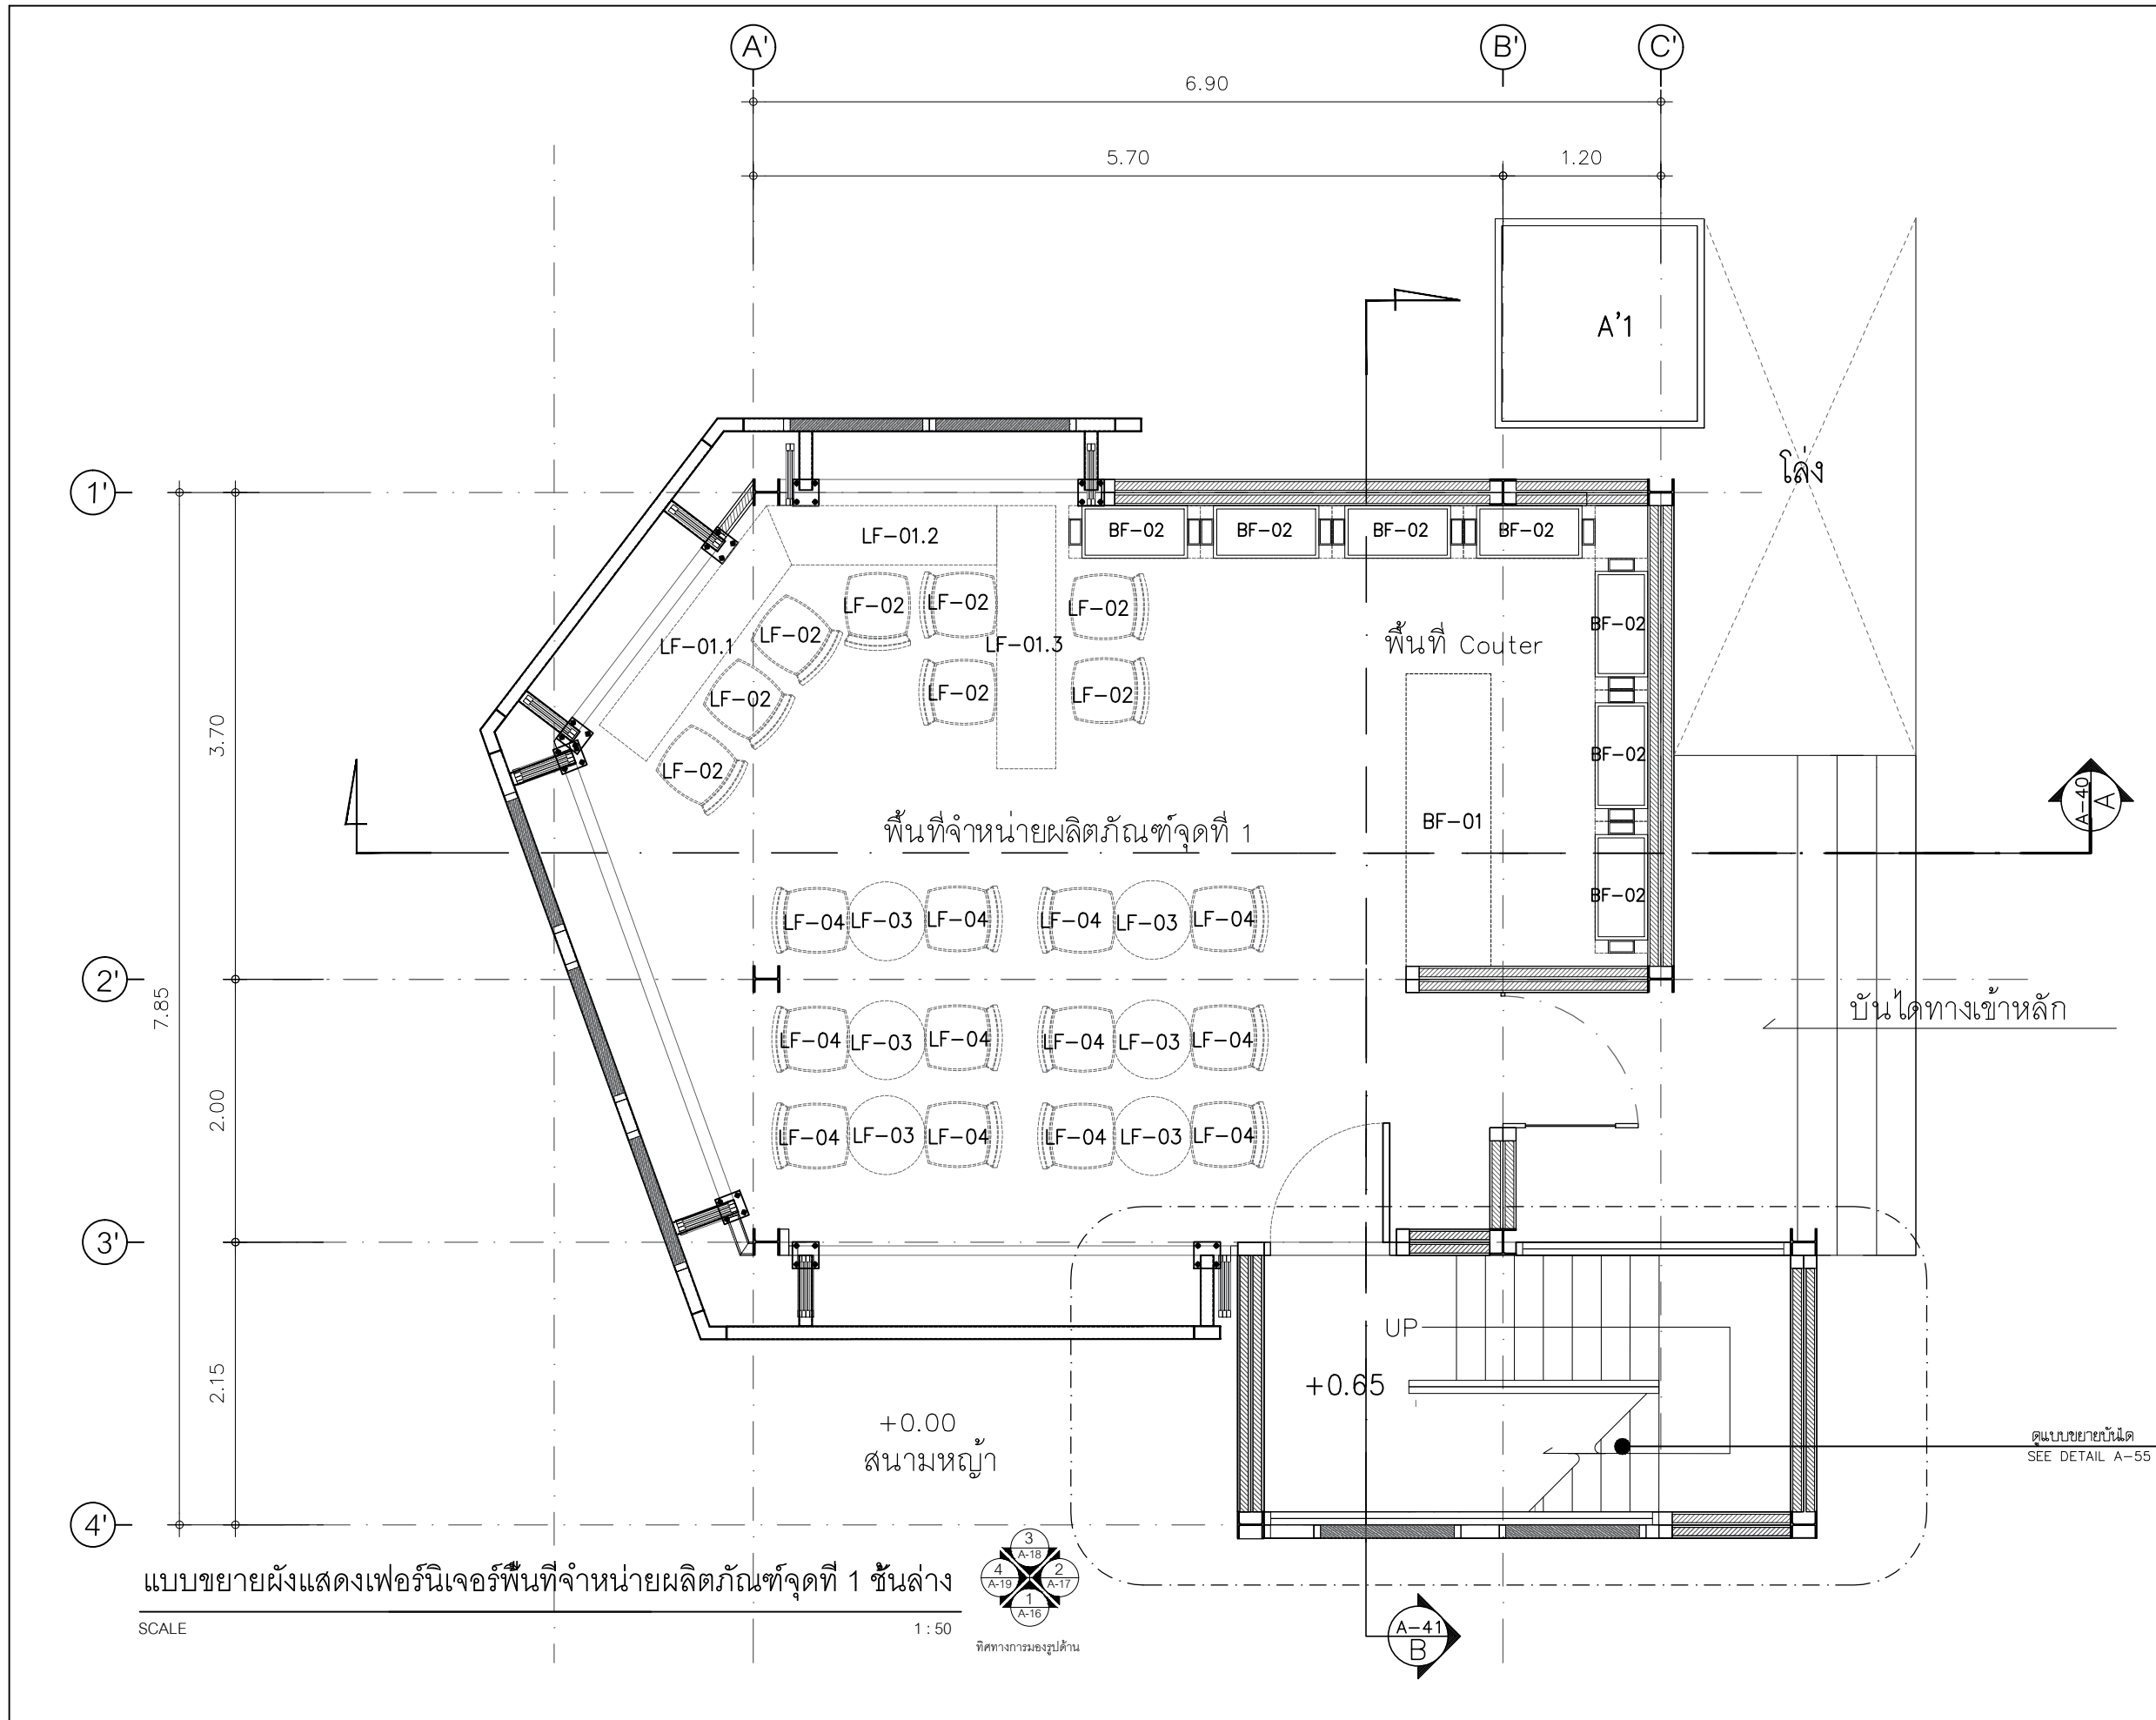 A' B' C'
6.90
5.70 1.20
A'1
โล่ง
1'
LF-01.2 BF-02 BF-02 BF-02 BF-02
LF-02 LF-02 LF-02
LF-02 BF-02
LF-01.1 LF-01.3 พื้นที่ Couter
LF-02 LF-02 LF-02
3.70
LF-02 BF-02
A-40
A
พื้นที่จำหน่ายผลิตภัณฑ์จุดที่ 1 BF-01
BF-02
LF-04 LF-03 LF-04 LF-04 LF-03 LF-04
2'
7.85
บันไดทางเข้าหลัก
LF-04 LF-03 LF-04 LF-04 LF-03 LF-04
2.00
LF-04 LF-03 LF-04 LF-04 LF-03 LF-04
3'
UP
2.15
+0.65
+0.00
สนามหญ้า
ดูแบบขยายบันได
SEE DETAIL A-55
4'
แบบขยายผังแสดงเฟอร์นิเจอร์พื้นที่จำหน่ายผลิตภัณฑ์จุดที่ 1 ชั้นล่าง
SCALE 1 : 50
3
A-18
4
A-19
2
A-17
1
A-16
ทิศทางการมองรูปด้าน
A-41
B